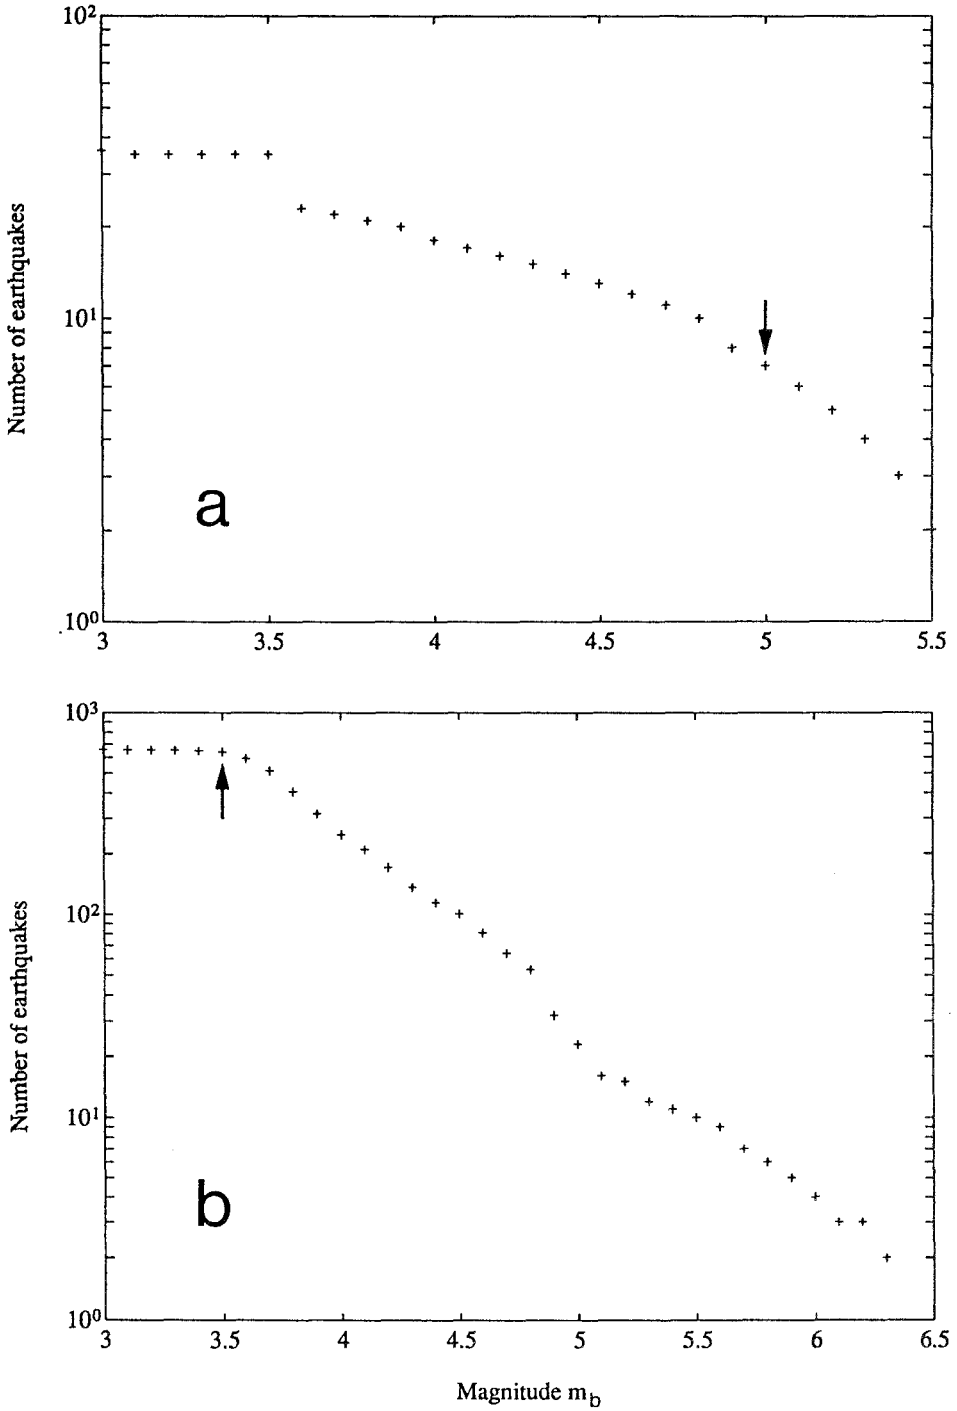 10²
Number of earthquakes
10¹
a
10⁰
3 3.5 4 4.5 5 5.5
10³
10²
Number of earthquakes
10¹
b
10⁰
3 3.5 4 4.5 5 5.5 6 6.5
Magnitude m_b